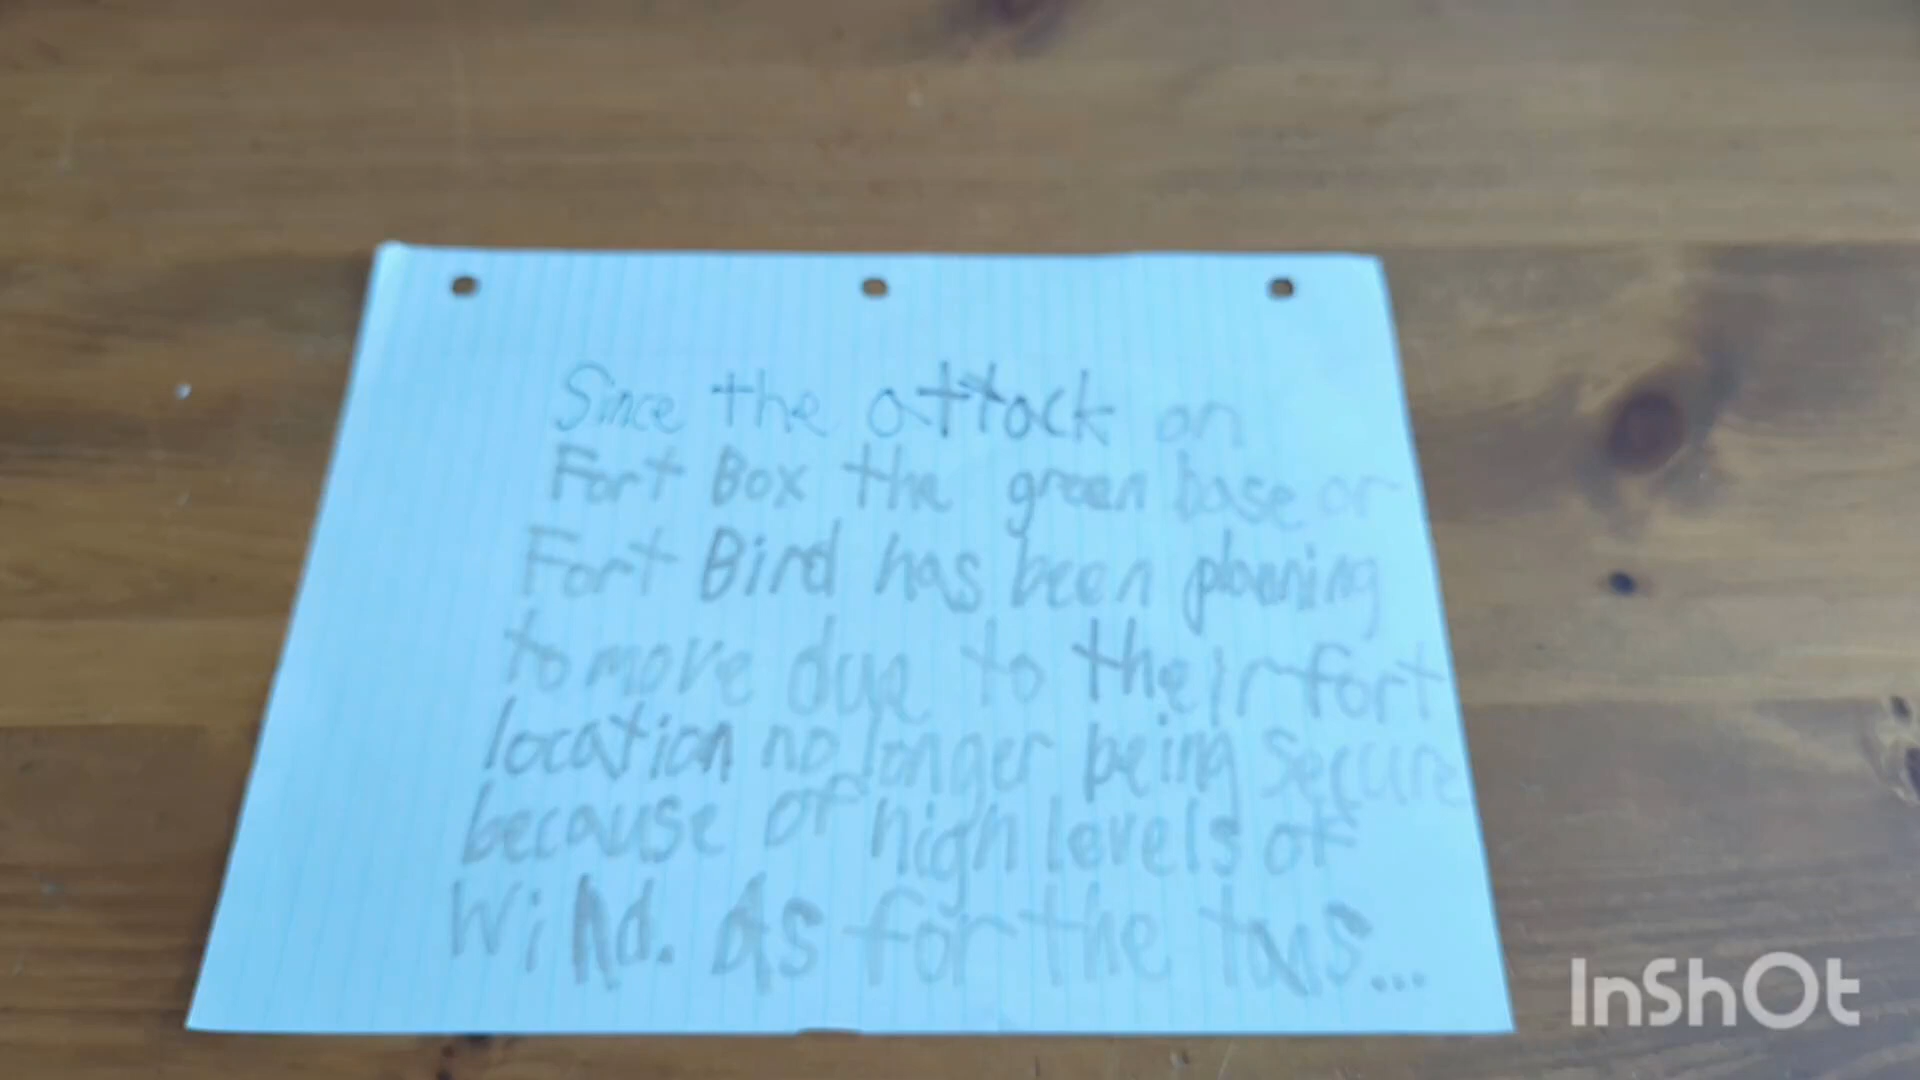 Since the attack on
Fort Box the green base or
Fort Bird has been planning
to move due to their fort
location no longer being secure
because of high levels of
Wind. As for the tans...
InShOt